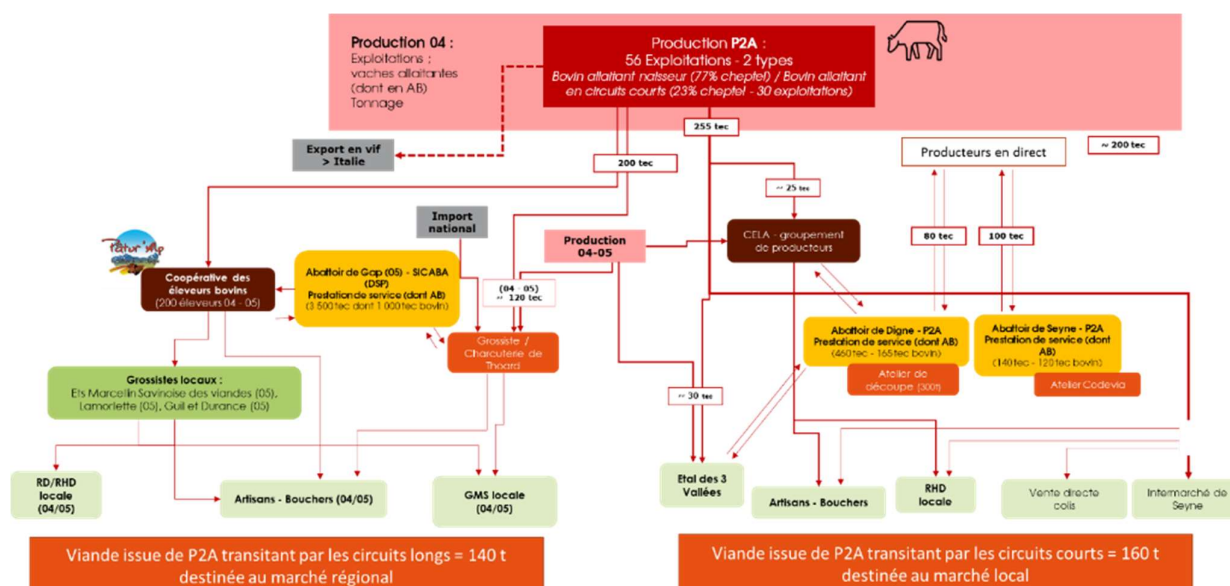 Production 04 :
Exploitations :
vaches allaitantes
(dont en AB)
Tonnage
Production P2A :
56 Exploitations - 2 types
Bovin allaitant naisseur (77% cheptel) / Bovin allaitant
en circuits courts (23% cheptel - 30 exploitations)
255 tec
Export en vif
> Italie
200 tec
Producteurs en direct
~ 200 tec
~ 25 tec
Import
national
Production
04-05
CELA - groupement
de producteurs
80 tec
100 tec
Coopérative des
éleveurs bovins
(200 éleveurs 04 - 05)
Abattoir de Gap (05) - SICABA
(DSP)
Prestation de service (dont AB)
(3 500 tec dont 1 000 tec bovin)
(04 - 05)
~ 120 tec
Grossiste /
Charcuterie de
Thoard
Abattoir de Digne - P2A
Prestation de service (dont AB)
(460 tec - 165 tec bovin)
Atelier de
découpe (300t)
Abattoir de Seyne - P2A
Prestation de service (dont
AB)
(140 tec - 120 tec bovin)
Atelier Codevia
Grossistes locaux :
Ets Marcellin Savinoise des viandes (05),
Lamorlette (05), Guil et Durance (05)
~ 30 tec
RD/RHD
locale
(04/05)
Artisans - Bouchers (04/05)
GMS locale
(04/05)
Etal des 3
Vallées
Artisans - Bouchers
RHD
locale
Vente directe
colis
Intermarché de
Seyne
Viande issue de P2A transitant par les circuits longs = 140 t
destinée au marché régional
Viande issue de P2A transitant par les circuits courts = 160 t
destinée au marché local